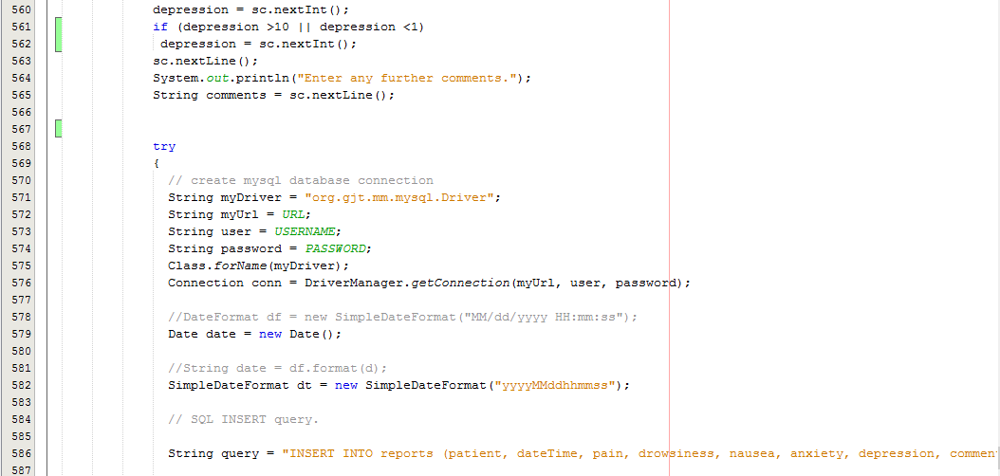 560 depression = sc.nextInt();
561 if (depression >10 || depression <1)
562 depression = sc.nextInt();
563 sc.nextLine();
564 System.out.println("Enter any further comments.");
565 String comments = sc.nextLine();
566
567
568 try
569 {
570 // create mysql database connection
571 String myDriver = "org.gjt.mm.mysql.Driver";
572 String myUrl = URL;
573 String user = USERNAME;
574 String password = PASSWORD;
575 Class.forName(myDriver);
576 Connection conn = DriverManager.getConnection(myUrl, user, password);
577
578 //DateFormat df = new SimpleDateFormat("MM/dd/yyyy HH:mm:ss");
579 Date date = new Date();
580
581 //String date = df.format(d);
582 SimpleDateFormat dt = new SimpleDateFormat("yyyyMMddhhmmss");
583
584 // SQL INSERT query.
585
586 String query = "INSERT INTO reports (patient, dateTime, pain, drowsiness, nausea, anxiety, depression, commen
587